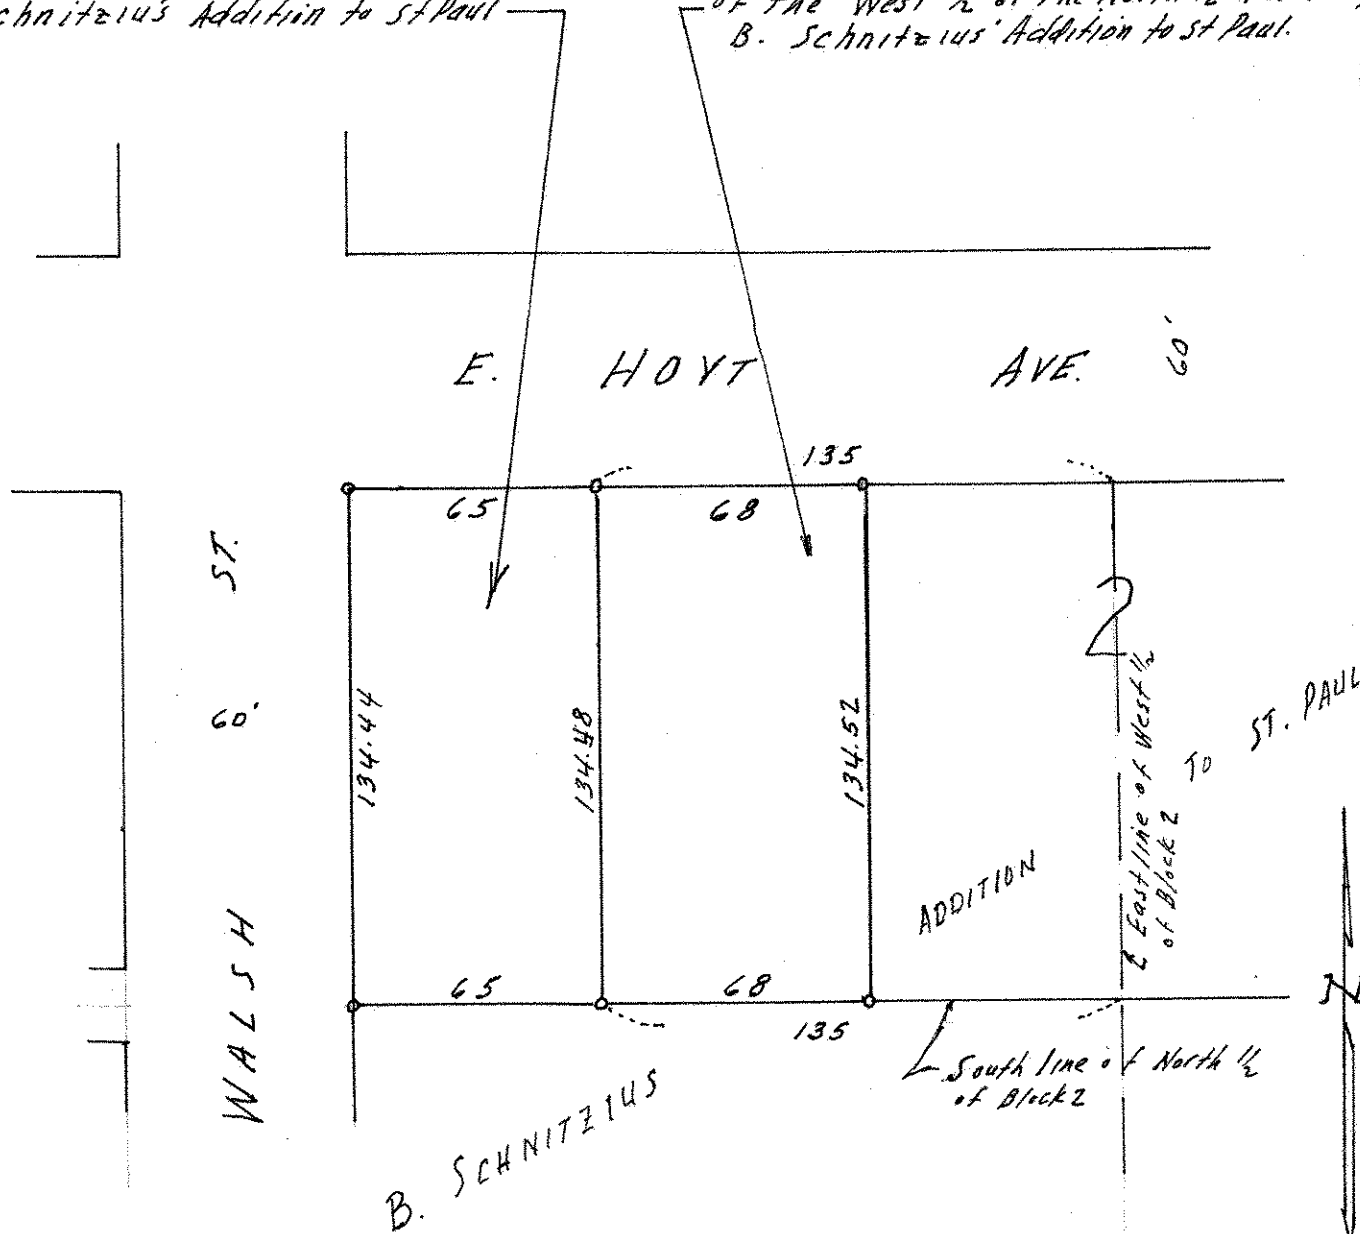 Schnitzius Addition to St Paul
of the West 1/2 of the North 1/2
B. Schnitzius' Addition to St Paul.
E. HOYT AVE. 60'
135
65
68
ST.
60'
WALSH
134.44
134.48
134.52
2
℄ East line of West 1/2
of Block 2
TO ST. PAUL
ADDITION
65
68
135
South line of North 1/2
of Block 2
B. SCHNITZIUS
N